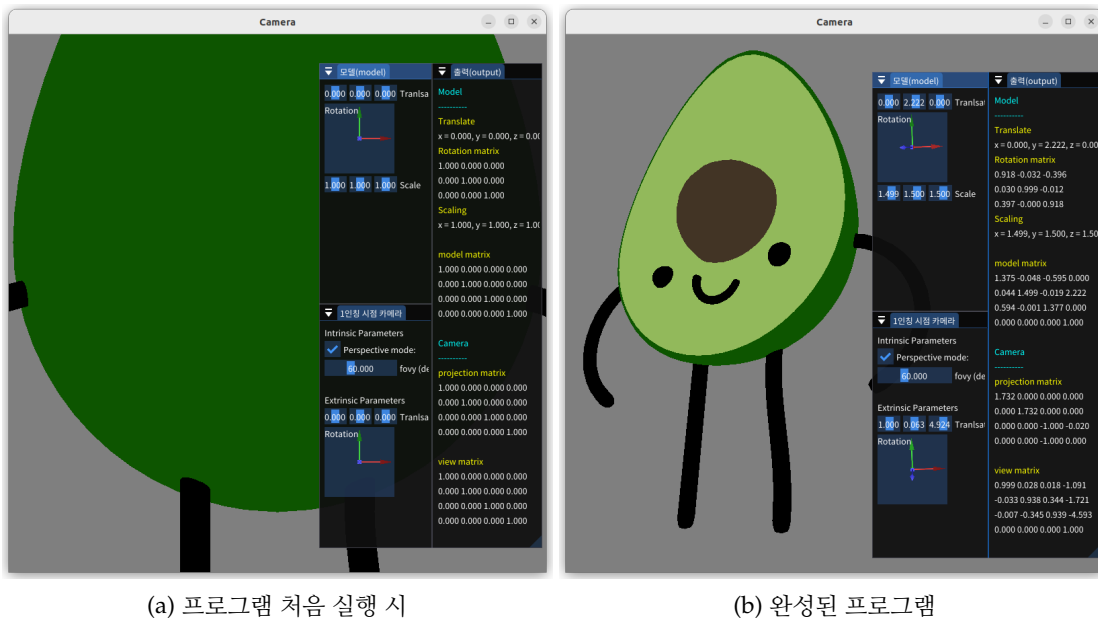 Camera
모델(model)
0.000 0.000 0.000 Tranlsa
Rotation
1.000 1.000 1.000 Scale
1인칭 시점 카메라
Intrinsic Parameters
Perspective mode:
60.000 fovy (de
Extrinsic Parameters
0.000 0.000 0.000 Tranlsa
Rotation
출력(output)
Model
----------
Translate
x = 0.000, y = 0.000, z = 0.00
Rotation matrix
1.000 0.000 0.000
0.000 1.000 0.000
0.000 0.000 1.000
Scaling
x = 1.000, y = 1.000, z = 1.00
model matrix
1.000 0.000 0.000 0.000
0.000 1.000 0.000 0.000
0.000 0.000 1.000 0.000
0.000 0.000 0.000 1.000
Camera
----------
projection matrix
1.000 0.000 0.000 0.000
0.000 1.000 0.000 0.000
0.000 0.000 1.000 0.000
0.000 0.000 0.000 1.000
view matrix
1.000 0.000 0.000 0.000
0.000 1.000 0.000 0.000
0.000 0.000 1.000 0.000
0.000 0.000 0.000 1.000
(a) 프로그램 처음 실행 시
Camera
모델(model)
0.000 2.222 0.000 Tranlsat
Rotation
1.499 1.500 1.500 Scale
1인칭 시점 카메라
Intrinsic Parameters
Perspective mode:
60.000 fovy (de
Extrinsic Parameters
1.000 0.063 4.924 Tranlsat
Rotation
출력(output)
Model
----------
Translate
x = 0.000, y = 2.222, z = 0.00
Rotation matrix
0.918 -0.032 -0.396
0.030 0.999 -0.012
0.397 -0.000 0.918
Scaling
x = 1.499, y = 1.500, z = 1.50
model matrix
1.375 -0.048 -0.595 0.000
0.044 1.499 -0.019 2.222
0.594 -0.001 1.377 0.000
0.000 0.000 0.000 1.000
Camera
----------
projection matrix
1.732 0.000 0.000 0.000
0.000 1.732 0.000 0.000
0.000 0.000 -1.000 -0.020
0.000 0.000 -1.000 0.000
view matrix
0.999 0.028 0.018 -1.091
-0.033 0.938 0.344 -1.721
-0.007 -0.345 0.939 -4.593
0.000 0.000 0.000 1.000
(b) 완성된 프로그램